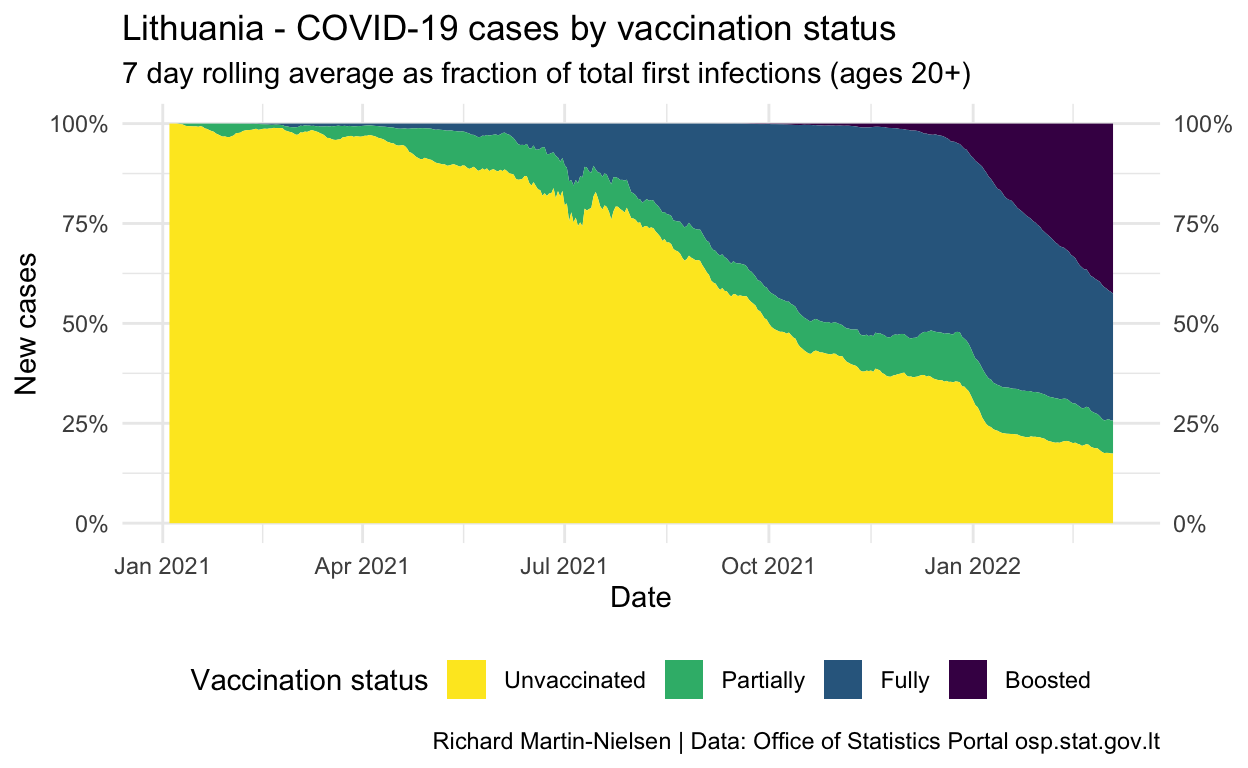 Lithuania - COVID-19 cases by vaccination status
7 day rolling average as fraction of total first infections (ages 20+)
New cases
100%
75%
50%
25%
0%
100%
75%
50%
25%
0%
Jan 2021 Apr 2021 Jul 2021 Oct 2021 Jan 2022
Date
Vaccination status Unvaccinated Partially Fully Boosted
Richard Martin-Nielsen | Data: Office of Statistics Portal osp.stat.gov.lt